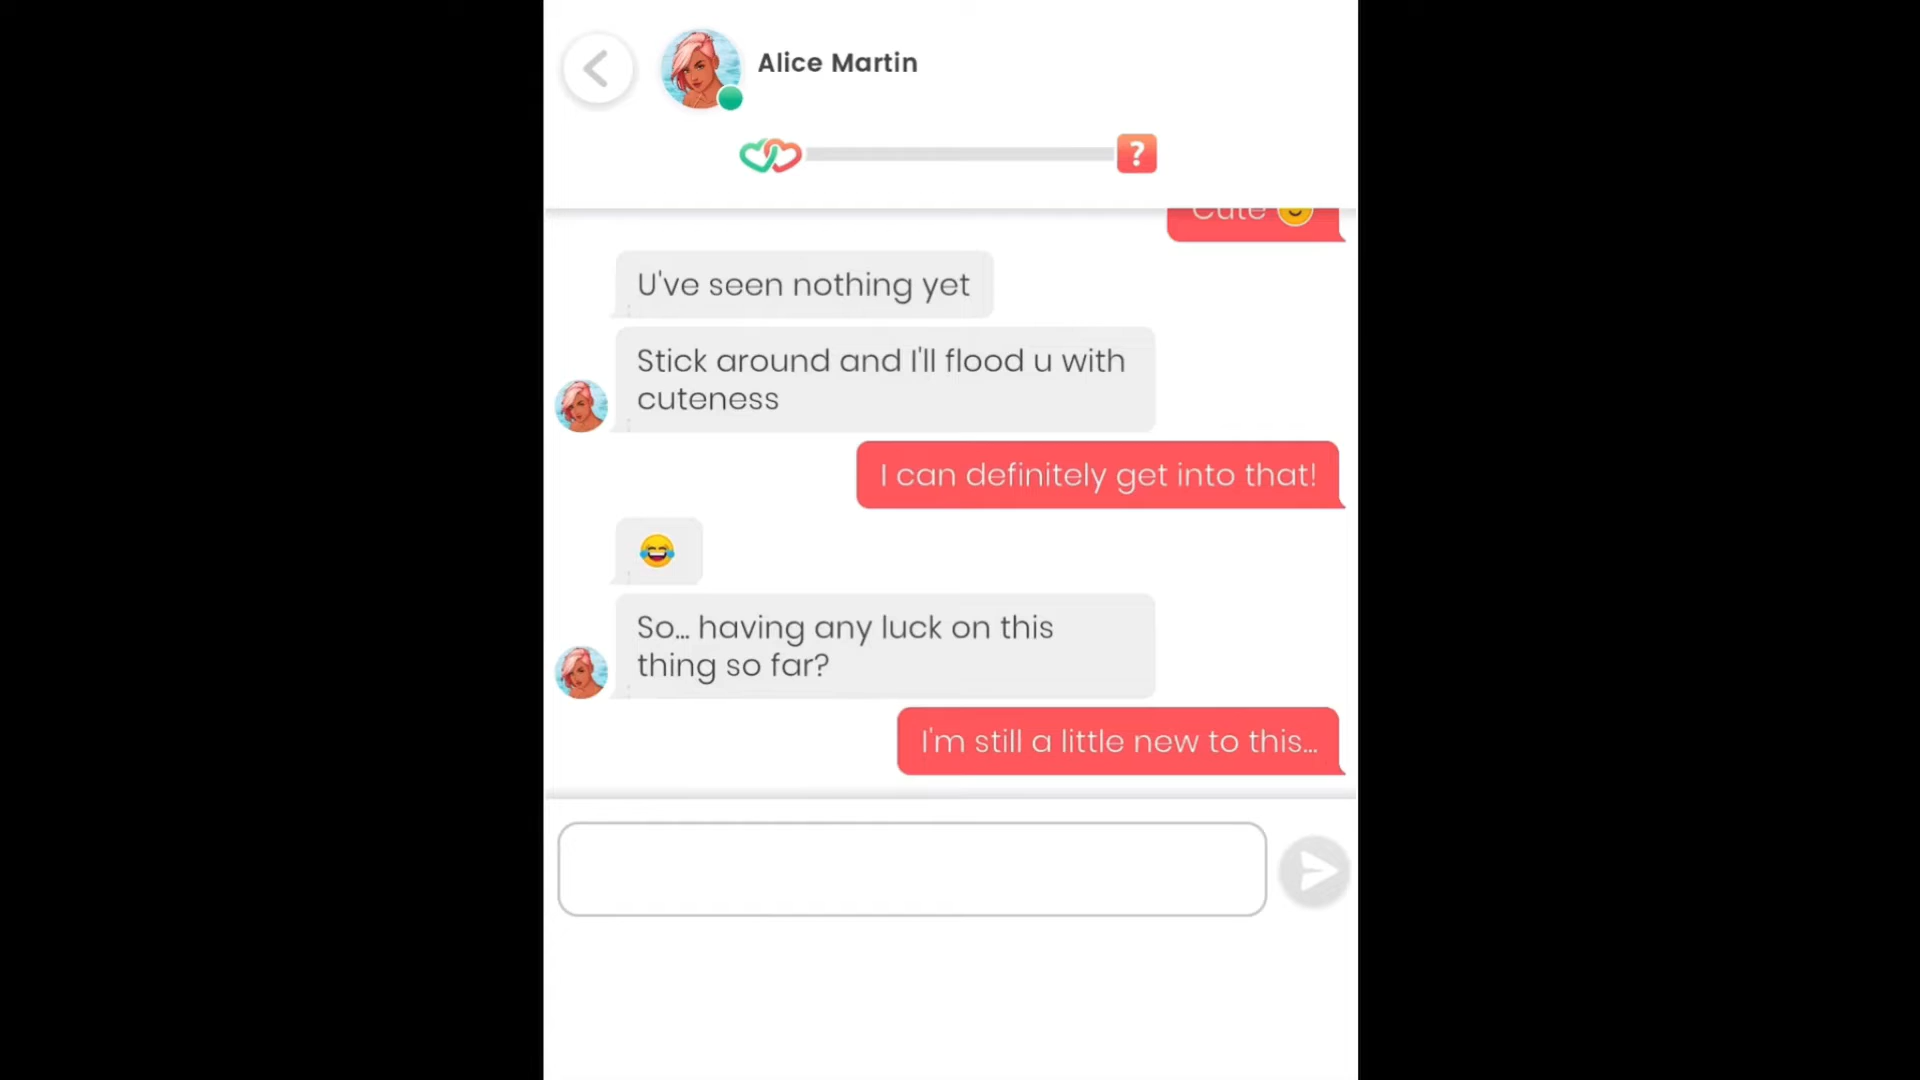 Alice Martin
?
Cute 
U've seen nothing yet
Stick around and I'll flood u with
cuteness
I can definitely get into that!
😂
So... having any luck on this
thing so far?
I'm still a little new to this...